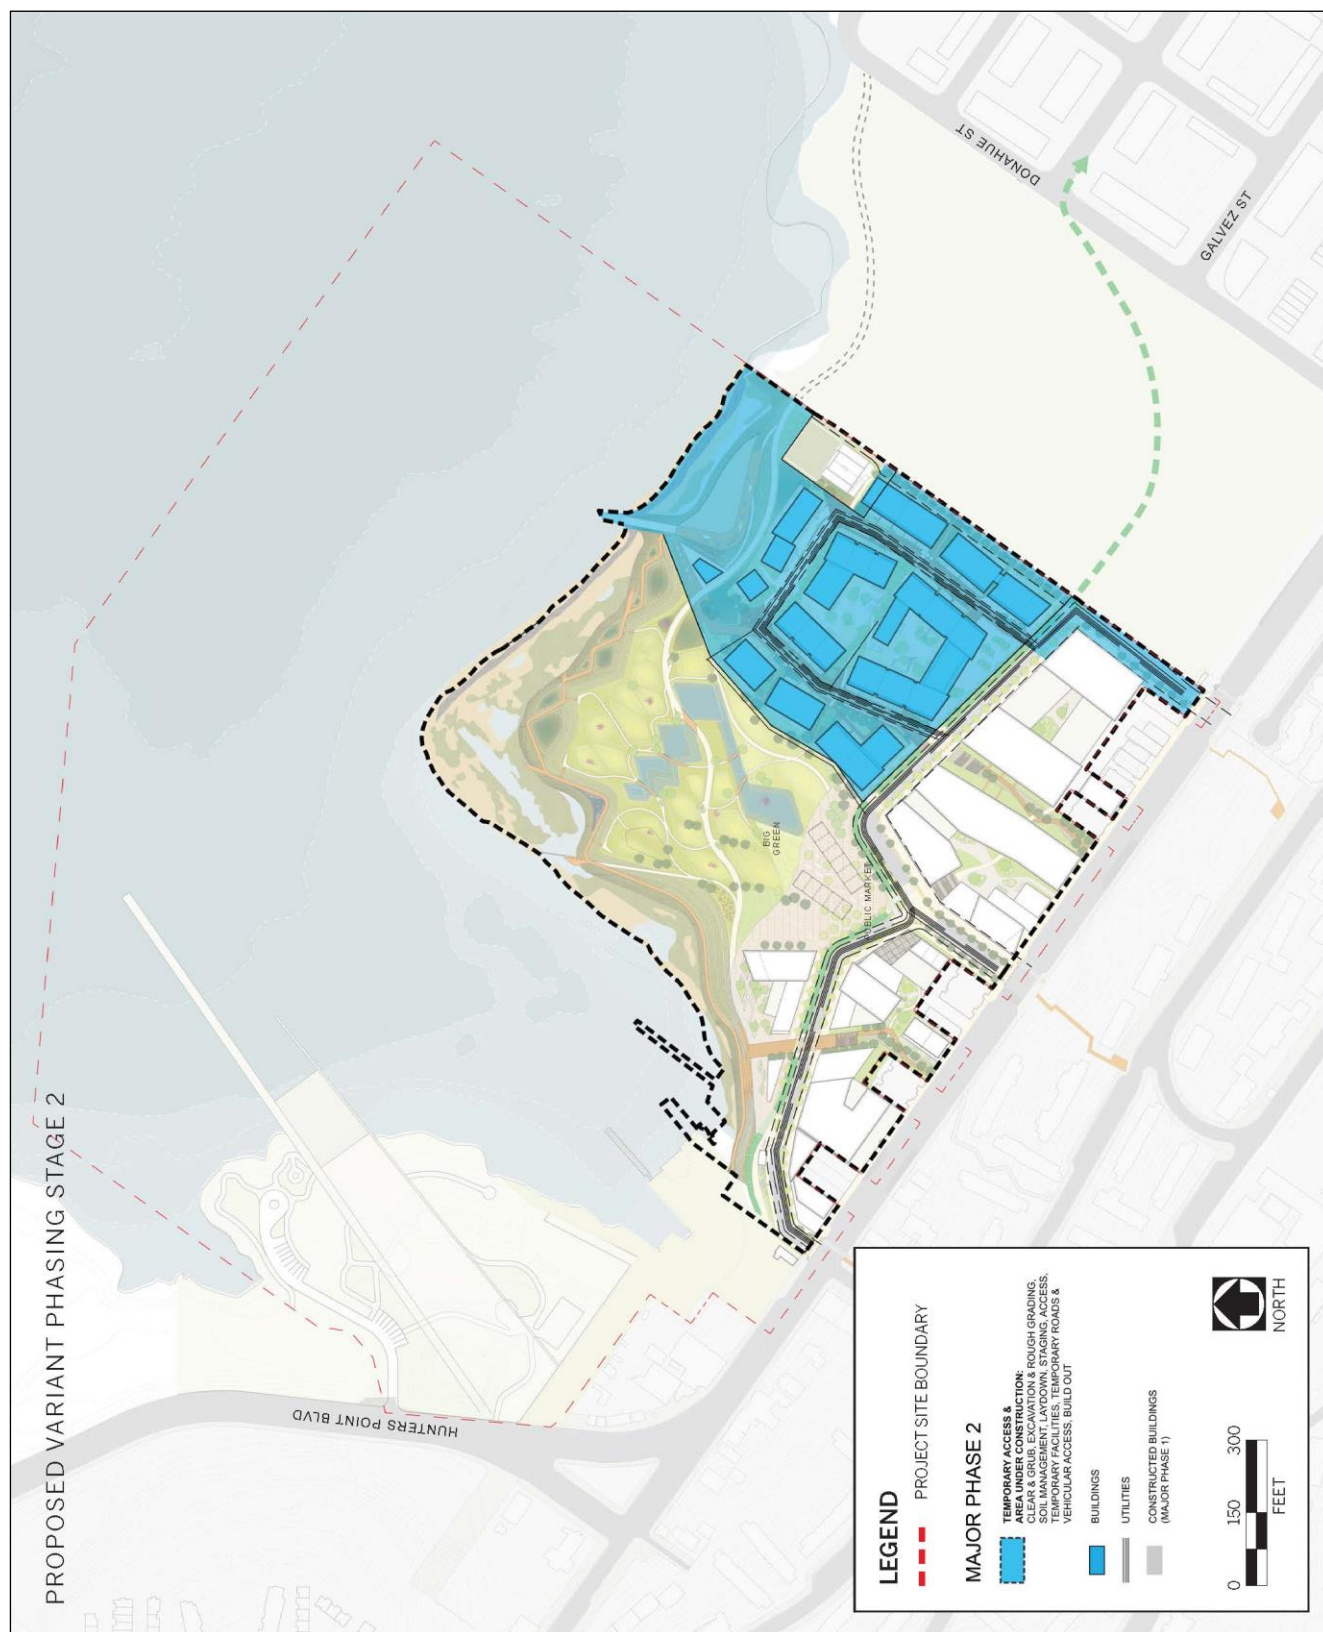 PROPOSED VARIANT PHASING STAGE 2
HUNTERS POINT BLVD
DONAHUE ST
GALVEZ ST
BIG
GREEN
PUBLIC MARKET
LEGEND
PROJECT SITE BOUNDARY
MAJOR PHASE 2
TEMPORARY ACCESS &
AREA UNDER CONSTRUCTION:
CLEAR & GRUB, EXCAVATION & ROUGH GRADING,
SOIL MANAGEMENT, LAYDOWN, STAGING, ACCESS,
TEMPORARY FACILITIES, TEMPORARY ROADS &
VEHICULAR ACCESS, BUILD OUT
BUILDINGS
UTILITIES
CONSTRUCTED BUILDINGS
(MAJOR PHASE 1)
0 150 300
FEET
NORTH